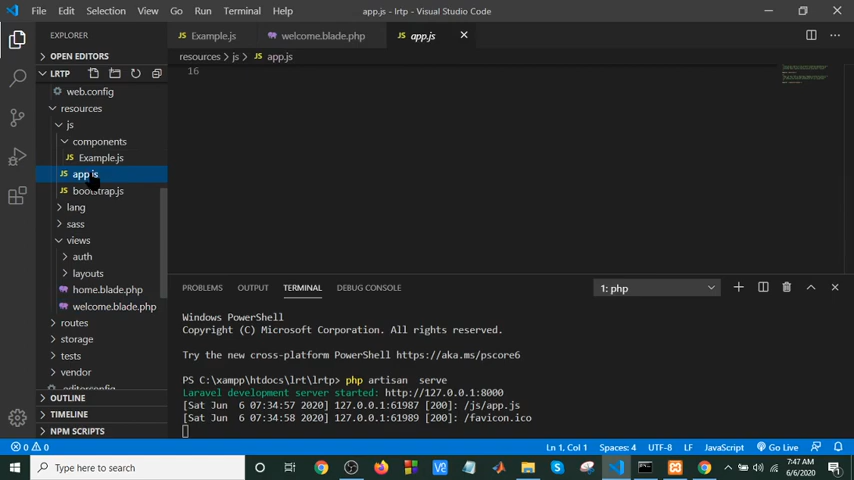 File Edit Selection View Go Run Terminal Help app.js - lrtp - Visual Studio Code
EXPLORER
JS Example.js welcome.blade.php JS app.js
OPEN EDITORS
resources > js > JS app.js
LRTP
16
web.config
resources
js
components
JS Example.js
JS app.js
JS bootstrap.js
lang
sass
views
auth
layouts
home.blade.php
welcome.blade.php
routes
storage
tests
vendor
.editorconfig
OUTLINE
TIMELINE
NPM SCRIPTS
PROBLEMS OUTPUT TERMINAL DEBUG CONSOLE 1: php
Windows PowerShell
Copyright (C) Microsoft Corporation. All rights reserved.
Try the new cross-platform PowerShell https://aka.ms/pscore6
PS C:\xampp\htdocs\lrt\lrtp> php artisan  serve
Laravel development server started: http://127.0.0.1:8000
[Sat Jun  6 07:34:57 2020] 127.0.0.1:61987 [200]: /js/app.js
[Sat Jun  6 07:34:58 2020] 127.0.0.1:61989 [200]: /favicon.ico
0 0 Ln 1, Col 1 Spaces: 4 UTF-8 LF JavaScript Go Live
Type here to search
7:47 AM
6/6/2020